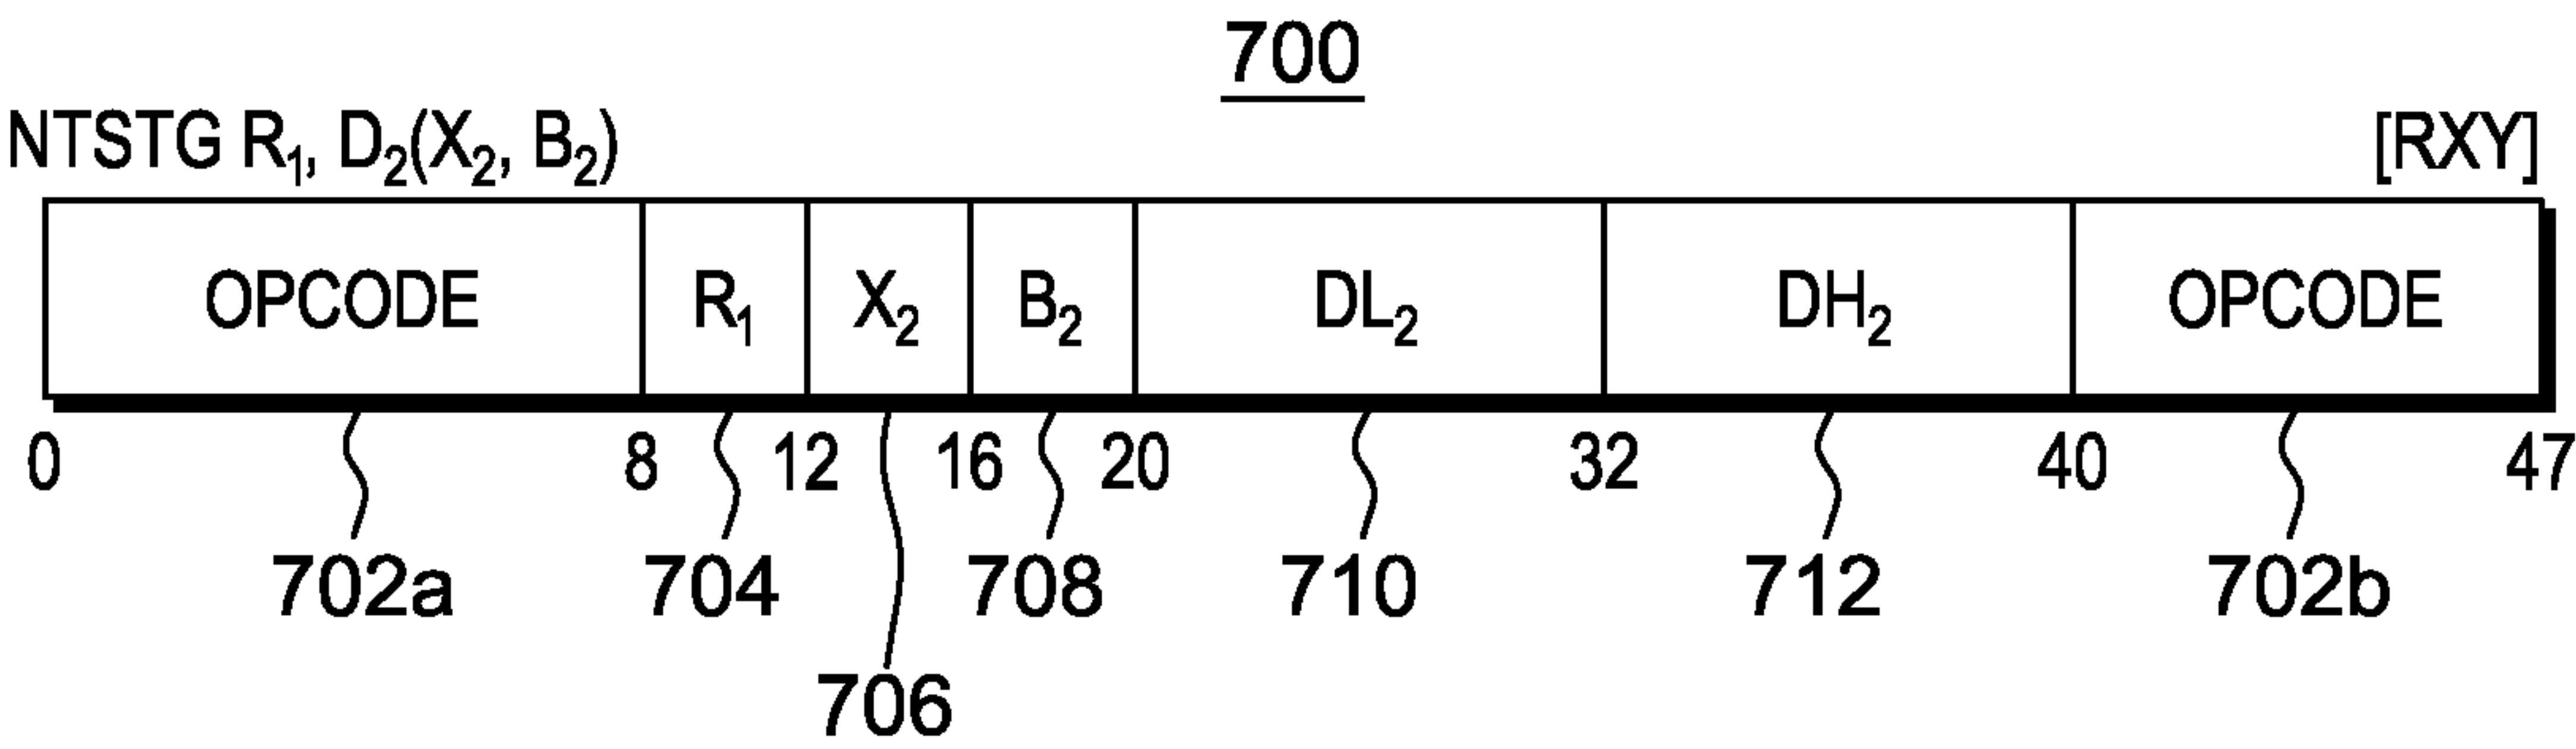 700
NTSTG R₁, D₂(X₂, B₂) [RXY]
OPCODE R₁ X₂ B₂ DL₂ DH₂ OPCODE
0 8 12 16 20 32 40 47
702a 704 708 710 712 702b
706